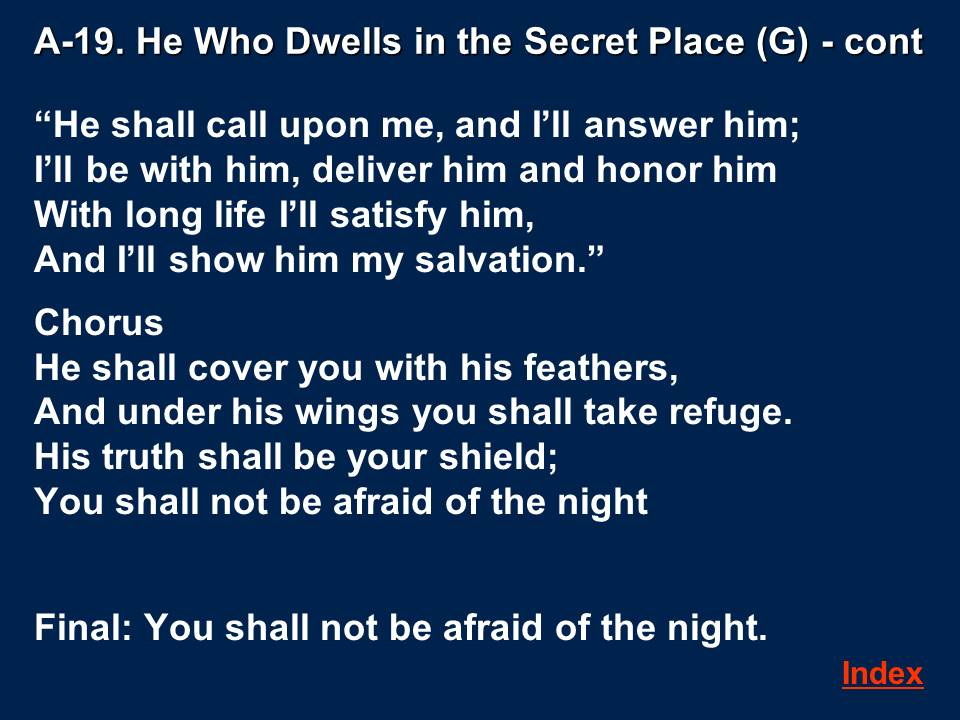 A-19. He Who Dwells in the Secret Place (G) - cont
“He shall call upon me, and I’ll answer him;
I’ll be with him, deliver him and honor him
With long life I’ll satisfy him,
And I’ll show him my salvation.”
Chorus
He shall cover you with his feathers,
And under his wings you shall take refuge.
His truth shall be your shield;
You shall not be afraid of the night
Final: You shall not be afraid of the night.
Index